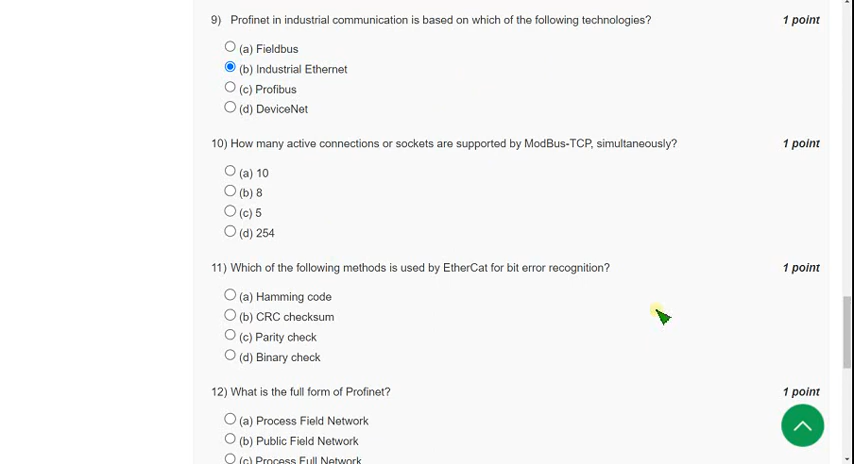 9) Profinet in industrial communication is based on which of the following technologies? 1 point
(a) Fieldbus
(b) Industrial Ethernet
(c) Profibus
(d) DeviceNet
10) How many active connections or sockets are supported by ModBus-TCP, simultaneously? 1 point
(a) 10
(b) 8
(c) 5
(d) 254
11) Which of the following methods is used by EtherCat for bit error recognition? 1 point
(a) Hamming code
(b) CRC checksum
(c) Parity check
(d) Binary check
12) What is the full form of Profinet? 1 point
(a) Process Field Network
(b) Public Field Network
(c) Process Full Network